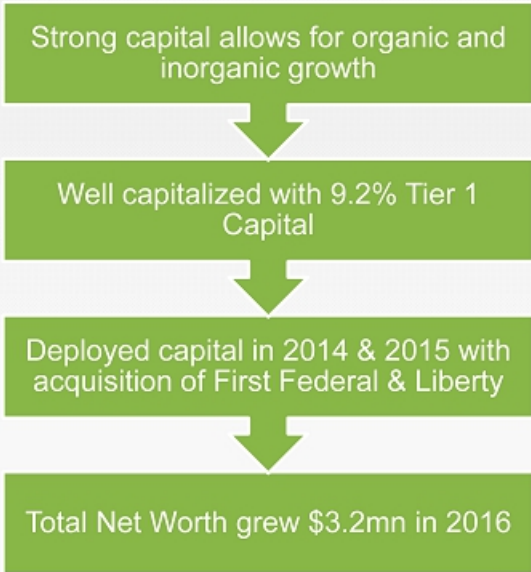 Strong capital allows for organic and
inorganic growth
Well capitalized with 9.2% Tier 1
Capital
Deployed capital in 2014 & 2015 with
acquisition of First Federal & Liberty
Total Net Worth grew $3.2mn in 2016